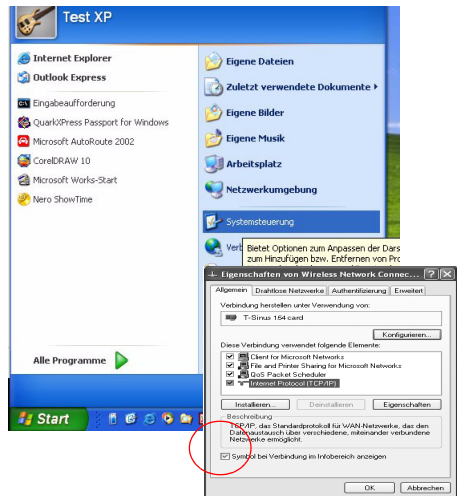 Test XP
Internet Explorer
Outlook Express
Eingabeaufforderung
QuarkXPress Passport for Windows
Microsoft AutoRoute 2002
CorelDRAW 10
Microsoft Works-Start
Nero ShowTime
Alle Programme
Eigene Dateien
Zuletzt verwendete Dokumente
Eigene Bilder
Eigene Musik
Arbeitsplatz
Netzwerkumgebung
Systemsteuerung
Verb
Bietet Optionen zum Anpassen der Dars
zum Hinzufügen bzw. Entfernen von Pro
Start
Eigenschaften von Wireless Network Connec...
Allgemein Drahtlose Netzwerke Authentifizierung Erweitert
Verbindung herstellen unter Verwendung von:
T-Sinus 154 card
Konfigurieren...
Diese Verbindung verwendet folgende Elemente:
Client for Microsoft Networks
File and Printer Sharing for Microsoft Networks
QoS Packet Scheduler
Internet Protocol (TCP/IP)
Installieren... Deinstallieren Eigenschaften
Beschreibung
TCP/IP, das Standardprotokoll für WAN-Netzwerke, das den
Datenaustausch über verschiedene, miteinander verbundene
Netzwerke ermöglicht.
Symbol bei Verbindung im Infobereich anzeigen
OK Abbrechen